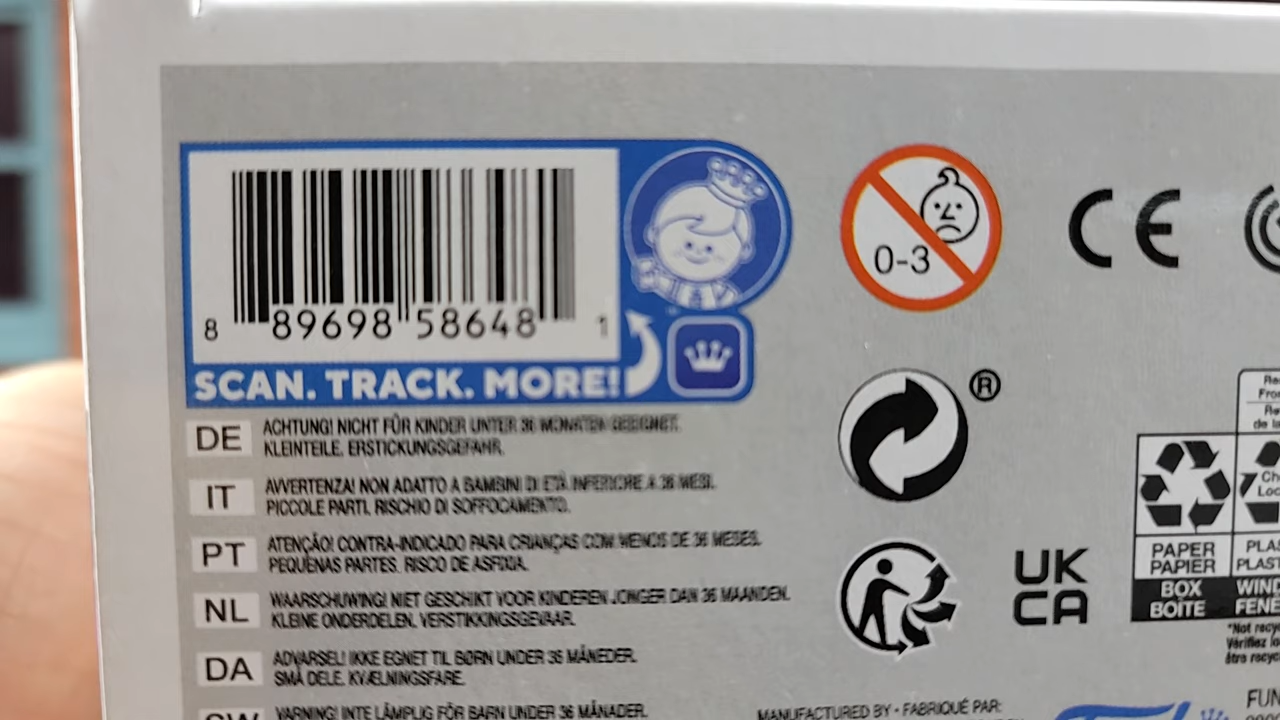 8 89698 58648 1
SCAN. TRACK. MORE!
DE
ACHTUNG! NICHT FÜR KINDER UNTER 36 MONATEN GEEIGNET.
KLEINTEILE. ERSTICKUNGSGEFAHR.
IT
AVVERTENZA! NON ADATTO A BAMBINI DI ETÀ INFERIORE A 36 MESI.
PICCOLE PARTI. RISCHIO DI SOFFOCAMENTO.
PT
ATENÇÃO! CONTRA-INDICADO PARA CRIANÇAS COM MENOS DE 36 MESES.
PEQUENAS PARTES. RISCO DE ASFIXIA.
NL
WAARSCHUWING! NIET GESCHIKT VOOR KINDEREN JONGER DAN 36 MAANDEN.
KLEINE ONDERDELEN. VERSTIKKINGSGEVAAR.
DA
ADVARSEL! IKKE EGNET TIL BØRN UNDER 36 MÅNEDER.
SMÅ DELE. KVÆLNINGSFARE.
SW
VARNING! INTE LÄMPLIG FÖR BARN UNDER 36 MÅNADER.
0-3
CE
®
UK
CA
PAPER
PAPIER
BOX
BOÎTE
MANUFACTURED BY • FABRIQUÉ PAR: